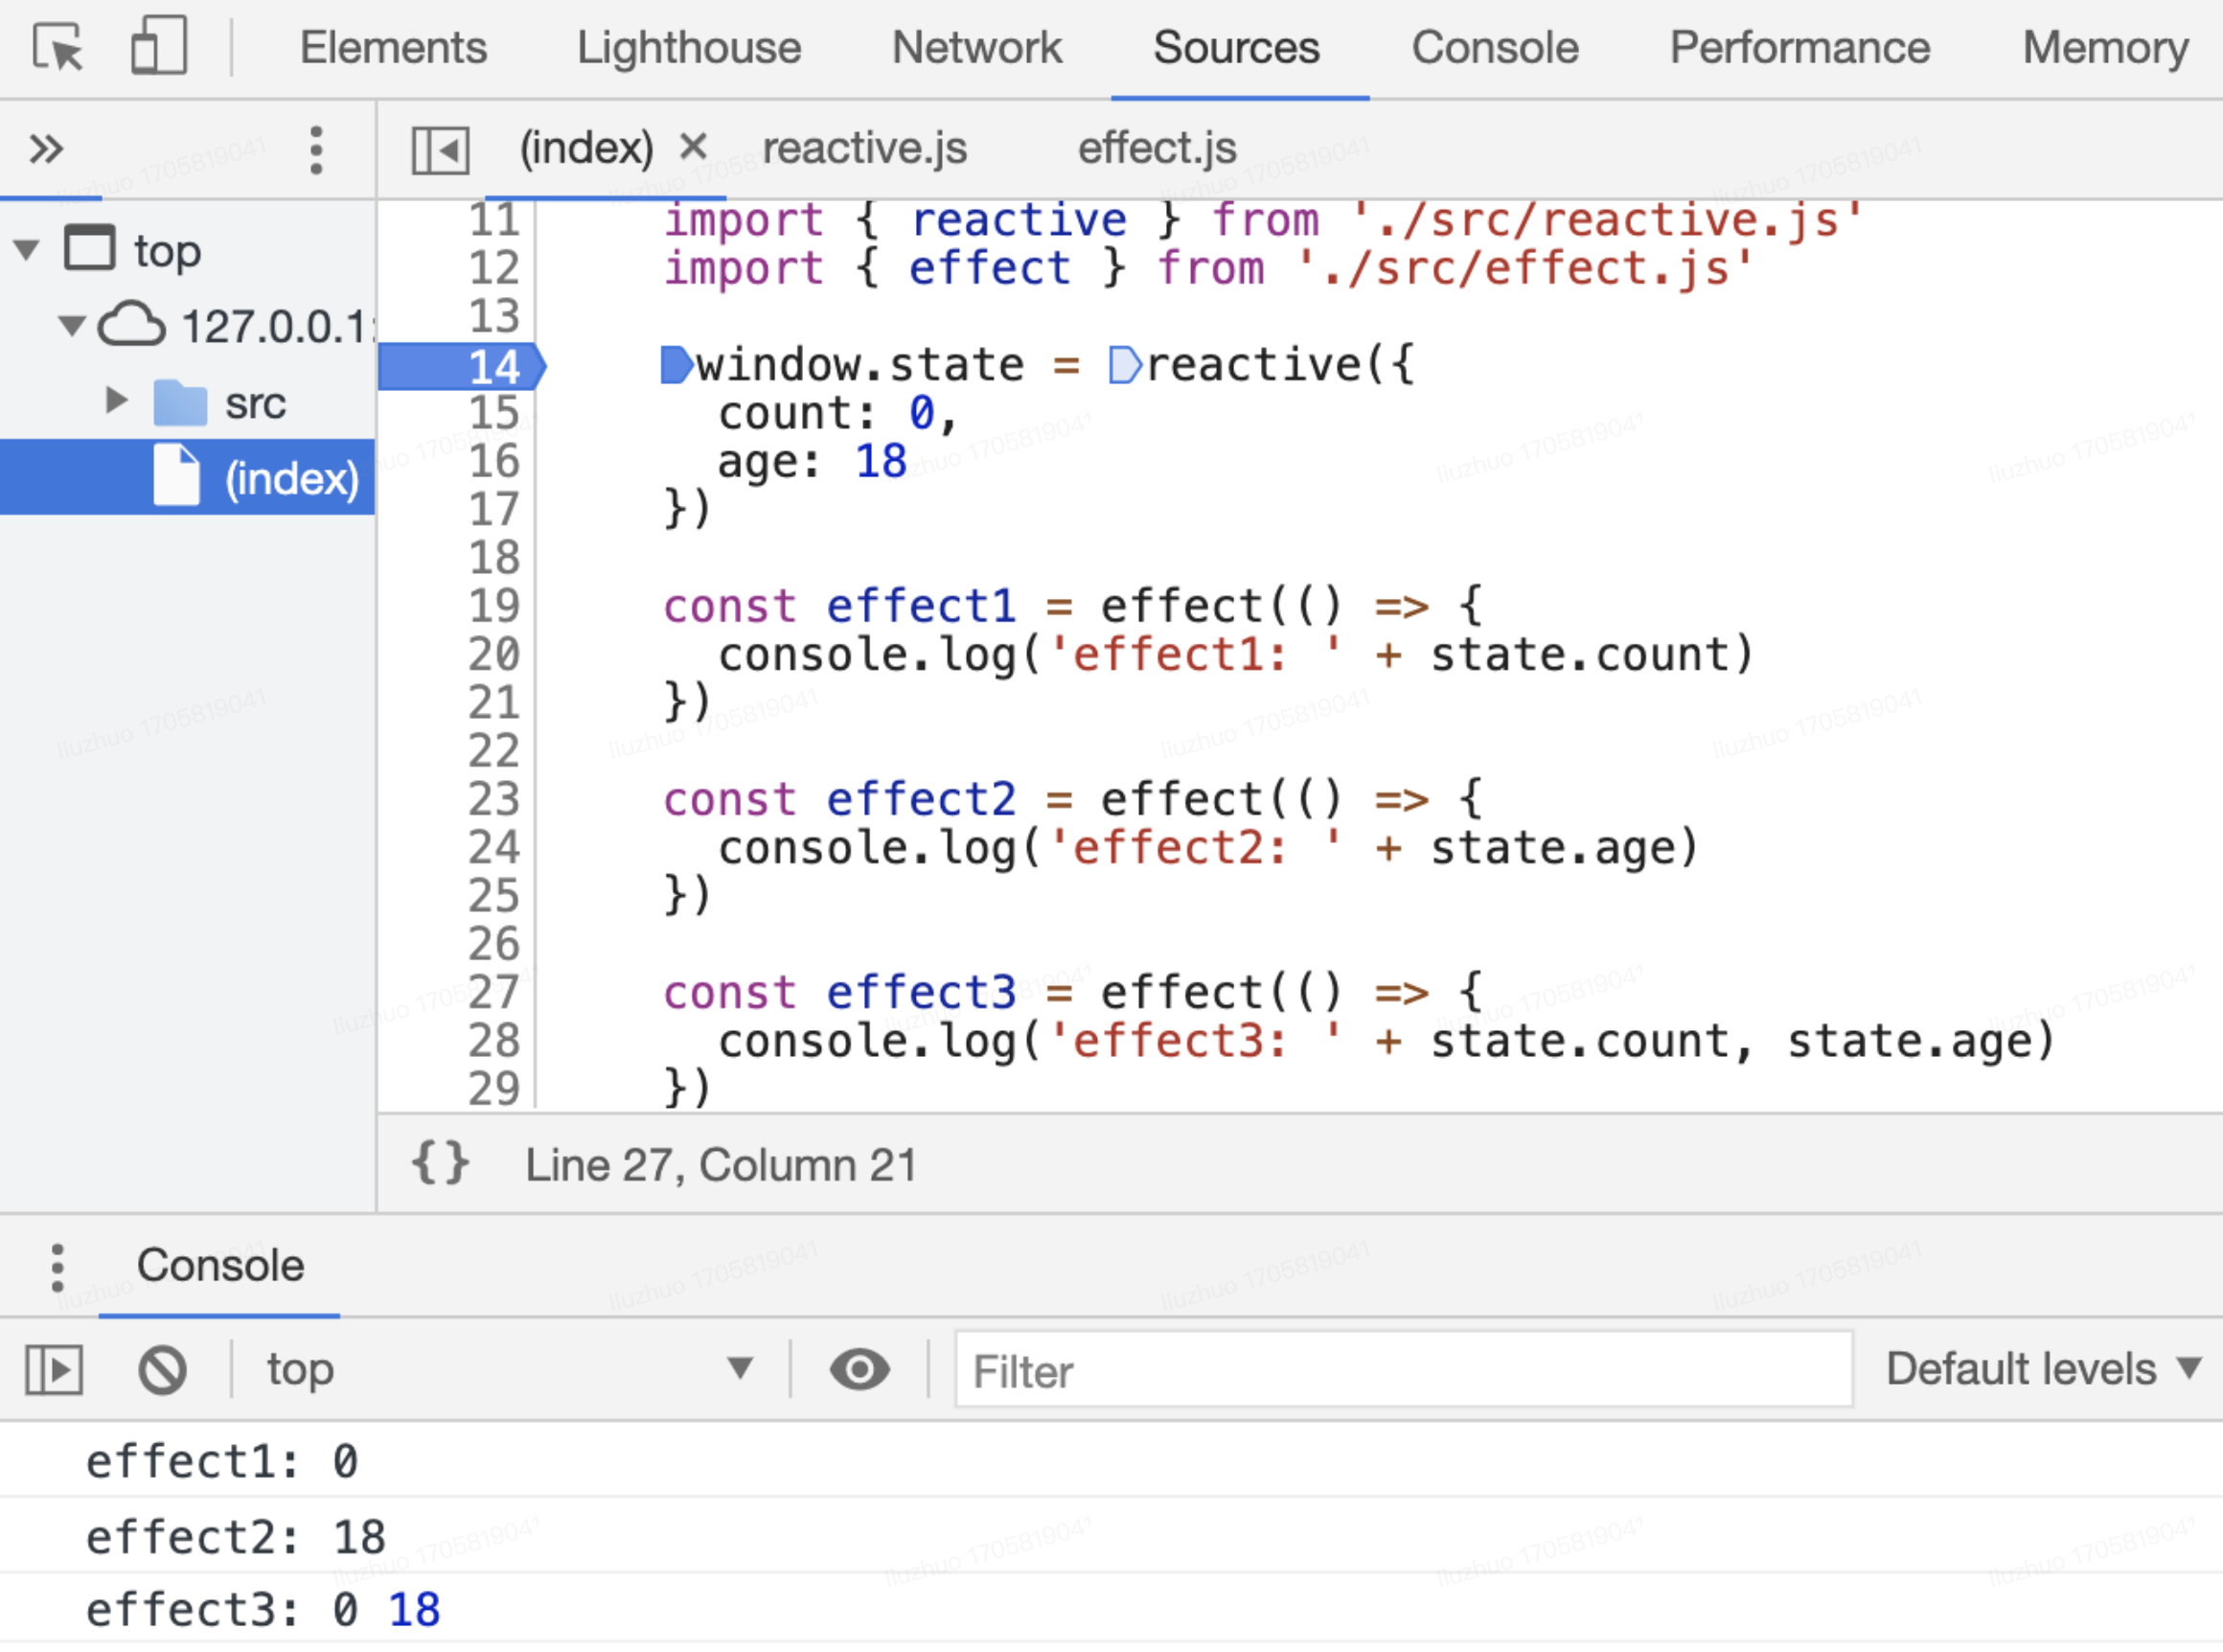 Elements Lighthouse Network Sources Console Performance Memory
(index) × reactive.js effect.js
top
127.0.0.1:
src
(index)
11 import { reactive } from './src/reactive.js'
12 import { effect } from './src/effect.js'
13
14 window.state = reactive({
15 count: 0,
16 age: 18
17 })
18
19 const effect1 = effect(() => {
20 console.log('effect1: ' + state.count)
21 })
22
23 const effect2 = effect(() => {
24 console.log('effect2: ' + state.age)
25 })
26
27 const effect3 = effect(() => {
28 console.log('effect3: ' + state.count, state.age)
29 })
{} Line 27, Column 21
Console
top Filter Default levels
effect1: 0
effect2: 18
effect3: 0 18
liuzhuo 1705819041